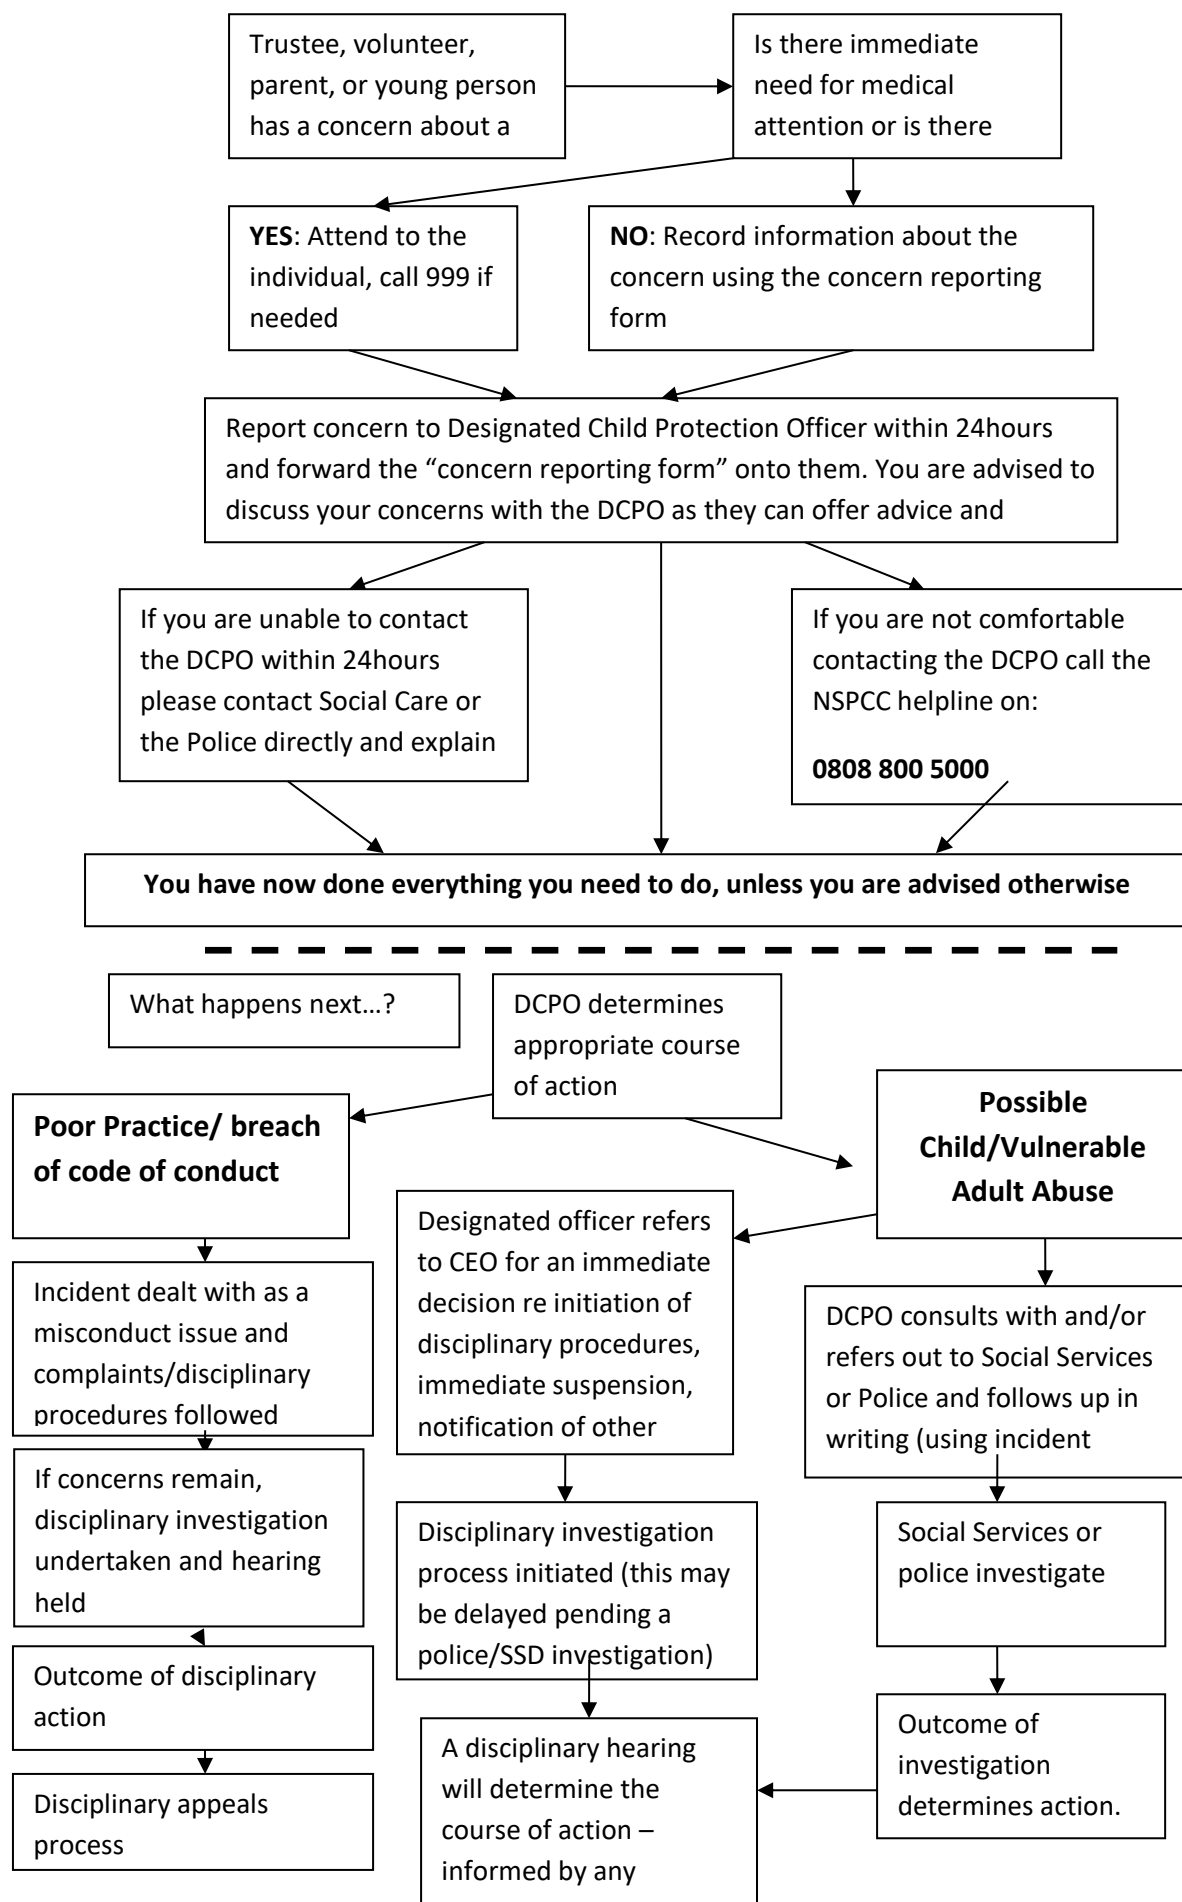 Trustee, volunteer,
parent, or young person
has a concern about a
Is there immediate
need for medical
attention or is there
YES: Attend to the
individual, call 999 if
needed
NO: Record information about the
concern using the concern reporting
form
Report concern to Designated Child Protection Officer within 24hours
and forward the “concern reporting form” onto them. You are advised to
discuss your concerns with the DCPO as they can offer advice and
If you are unable to contact
the DCPO within 24hours
please contact Social Care or
the Police directly and explain
If you are not comfortable
contacting the DCPO call the
NSPCC helpline on:
0808 800 5000
You have now done everything you need to do, unless you are advised otherwise
What happens next…?
DCPO determines
appropriate course
of action
Poor Practice/ breach
of code of conduct
Possible
Child/Vulnerable
Adult Abuse
Incident dealt with as a
misconduct issue and
complaints/disciplinary
procedures followed
Designated officer refers
to CEO for an immediate
decision re initiation of
disciplinary procedures,
immediate suspension,
notification of other
DCPO consults with and/or
refers out to Social Services
or Police and follows up in
writing (using incident
If concerns remain,
disciplinary investigation
undertaken and hearing
held
Disciplinary investigation
process initiated (this may
be delayed pending a
police/SSD investigation)
Social Services or
police investigate
Outcome of disciplinary
action
Disciplinary appeals
process
A disciplinary hearing
will determine the
course of action –
informed by any
Outcome of
investigation
determines action.